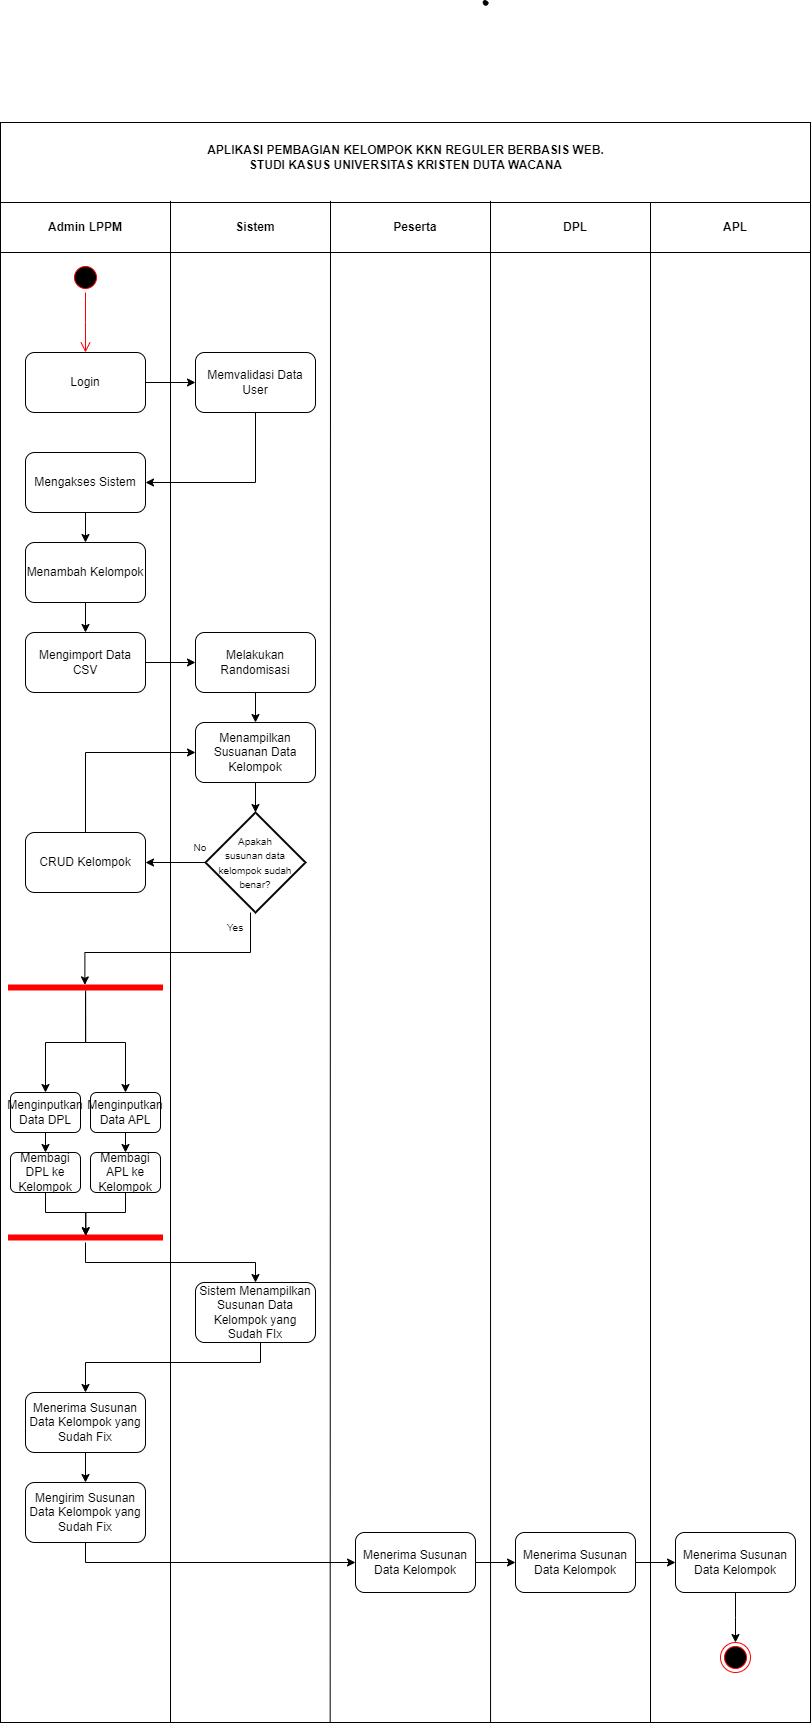 APLIKASI PEMBAGIAN KELOMPOK KKN REGULER BERBASIS WEB.
STUDI KASUS UNIVERSITAS KRISTEN DUTA WACANA
Admin LPPM
Sistem
Peserta
DPL
APL
Login
Memvalidasi Data
User
Mengakses Sistem
Menambah Kelompok
Mengimport Data
CSV
Melakukan
Randomisasi
Menampilkan
Susuanan Data
Kelompok
CRUD Kelompok
No
Apakah
susunan data
kelompok sudah
benar?
Yes
Menginputkan
Data DPL
Menginputkan
Data APL
Membagi
DPL ke
Kelompok
Membagi
APL ke
Kelompok
Sistem Menampilkan
Susunan Data
Kelompok yang
Sudah FIx
Menerima Susunan
Data Kelompok yang
Sudah Fix
Mengirim Susunan
Data Kelompok yang
Sudah Fix
Menerima Susunan
Data Kelompok
Menerima Susunan
Data Kelompok
Menerima Susunan
Data Kelompok